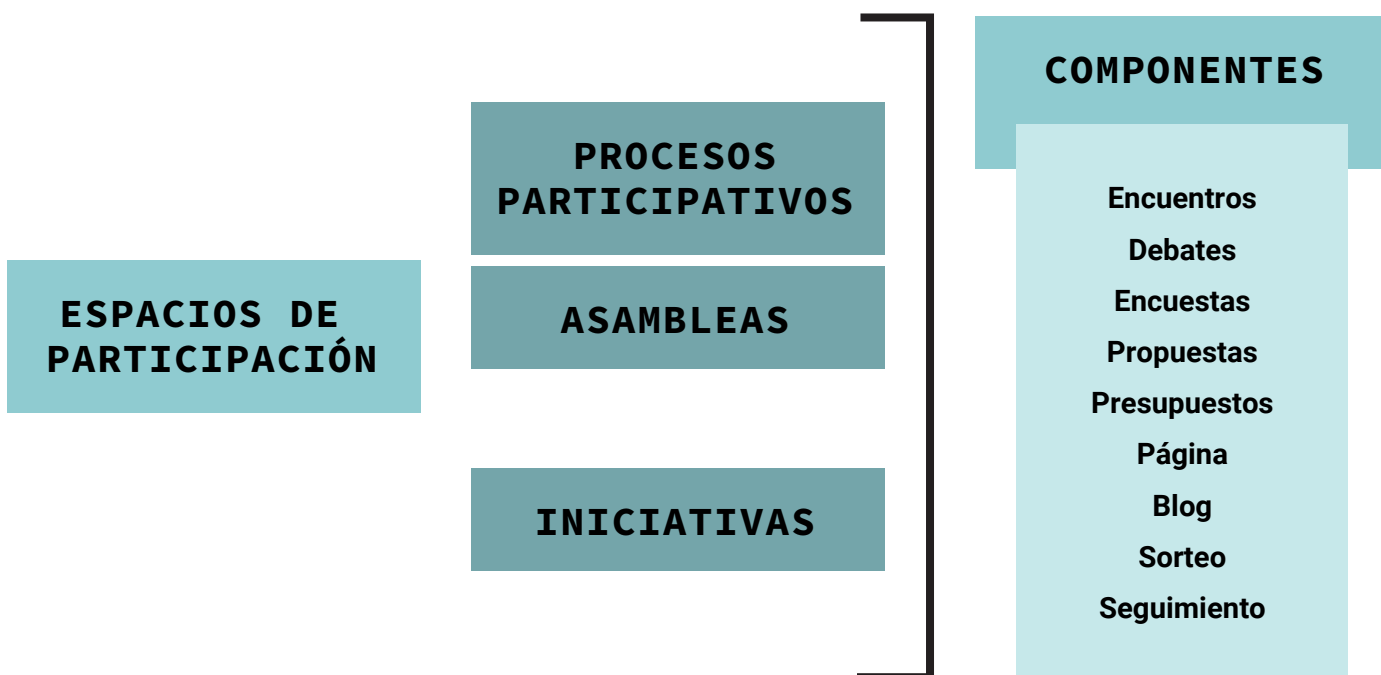 ESPACIOS DE
PARTICIPACIÓN
PROCESOS
PARTICIPATIVOS
ASAMBLEAS
INICIATIVAS
COMPONENTES
Encuentros
Debates
Encuestas
Propuestas
Presupuestos
Página
Blog
Sorteo
Seguimiento